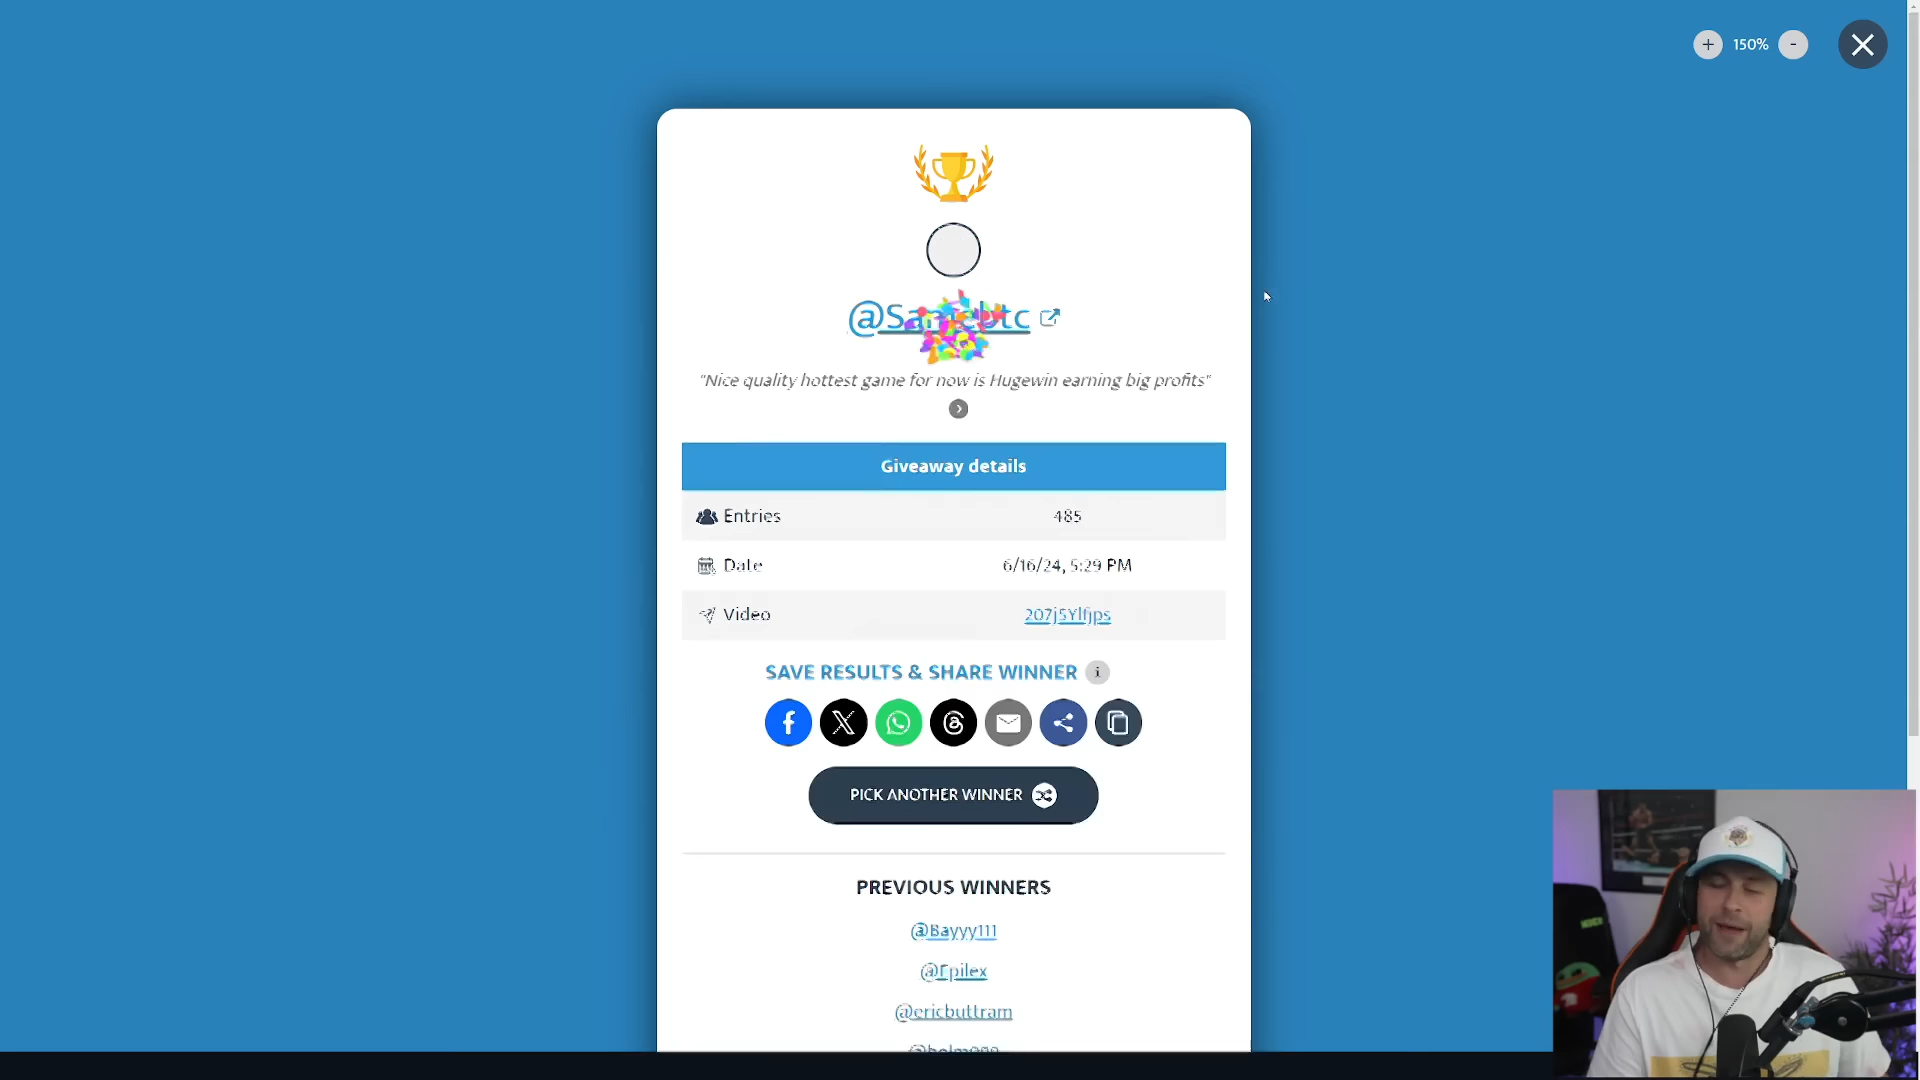 + 150% -
"Nice quality hottest game for now is Hugewin earning big profits"
Giveaway details
Entries 485
Date 6/16/24, 5:29 PM
Video 207j5Ylfjps
SAVE RESULTS & SHARE WINNER i
PICK ANOTHER WINNER
PREVIOUS WINNERS
@Bayyy111
@Epilex
@ericbuttram